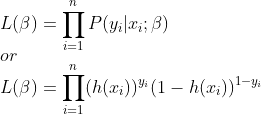 L(β) = ∏_{i=1}^{n} P(y_i|x_i; β)
or
L(β) = ∏_{i=1}^{n} (h(x_i))^{y_i} (1 − h(x_i))^{1−y_i}